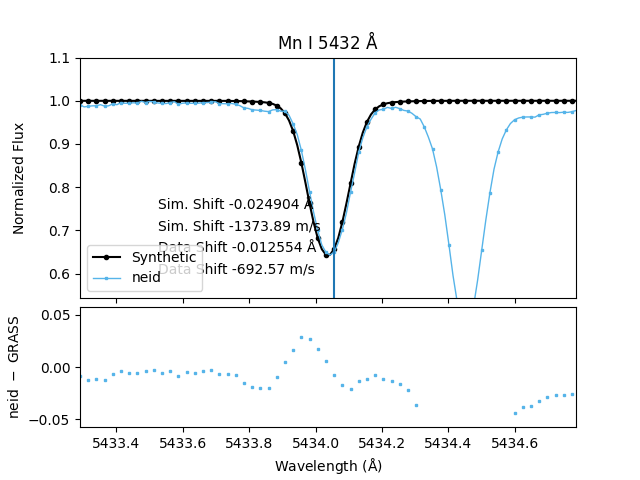 Mn I 5432 Å
1.1
1.0
0.9
0.8
0.7
0.6
Normalized Flux
Sim. Shift -0.024904 Å
Sim. Shift -1373.89 m/s
Data Shift -0.012554 Å
Data Shift -692.57 m/s
Synthetic
neid
0.05
0.00
−0.05
neid − GRASS
5433.4 5433.6 5433.8 5434.0 5434.2 5434.4 5434.6
Wavelength (Å)